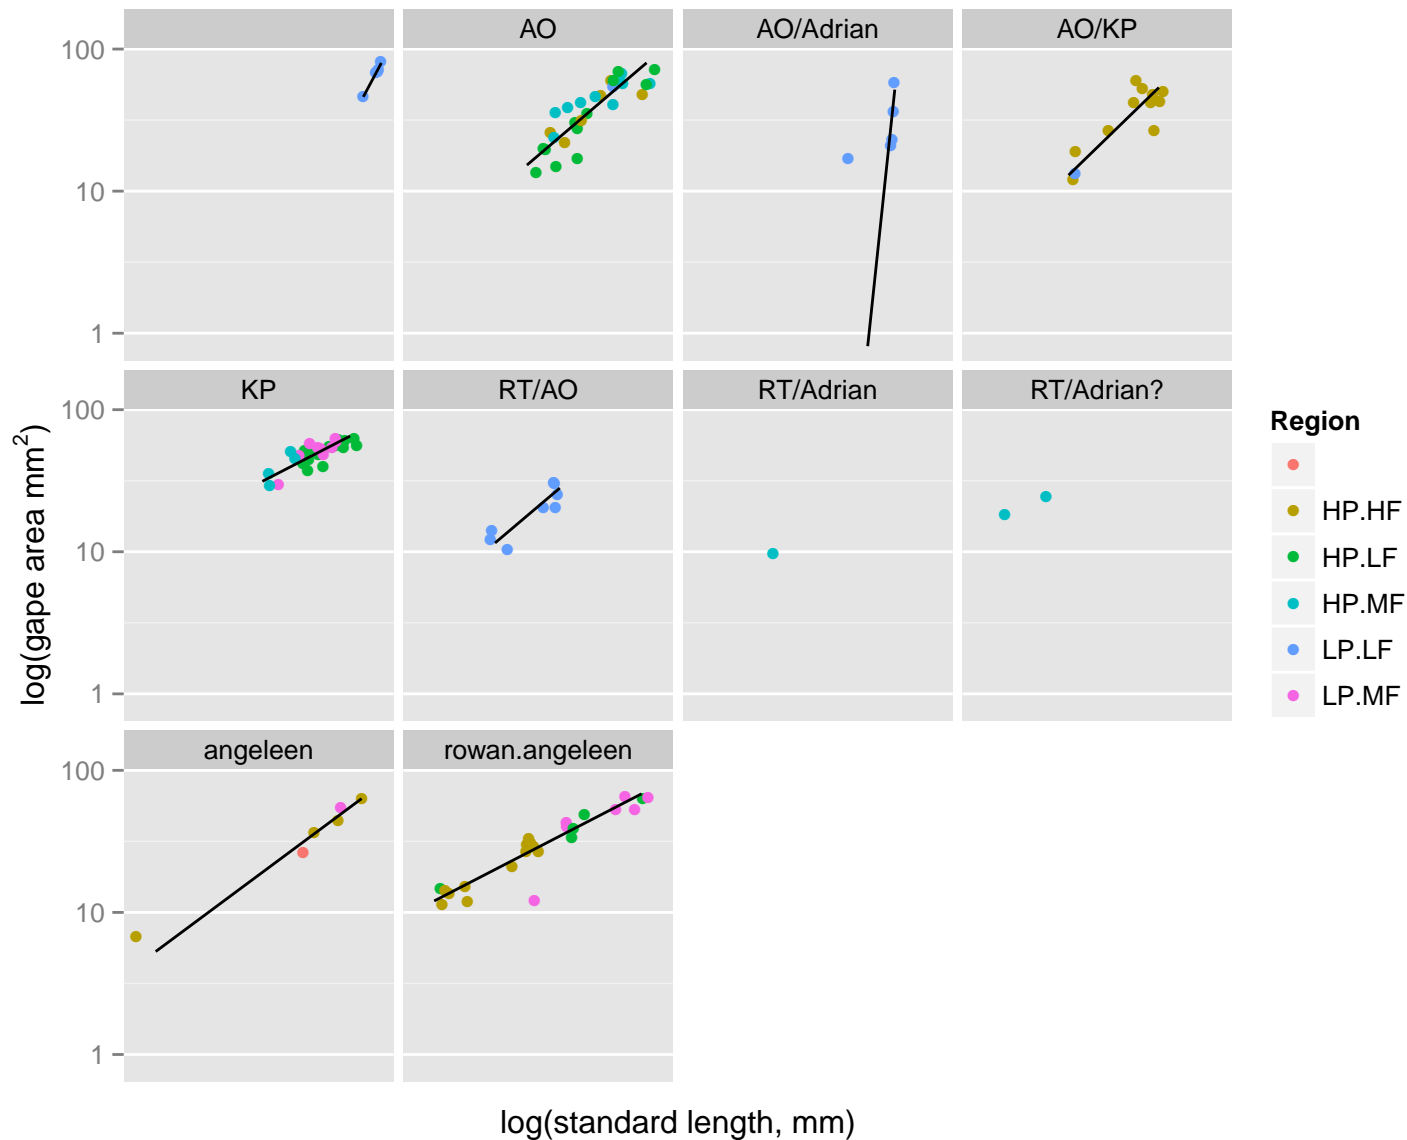 AO
AO/Adrian
AO/KP
100
10
1
KP
RT/AO
RT/Adrian
RT/Adrian?
100
10
1
angeleen
rowan.angeleen
100
10
1
log(gape area mm²)
log(standard length, mm)
Region
HP.HF
HP.LF
HP.MF
LP.LF
LP.MF